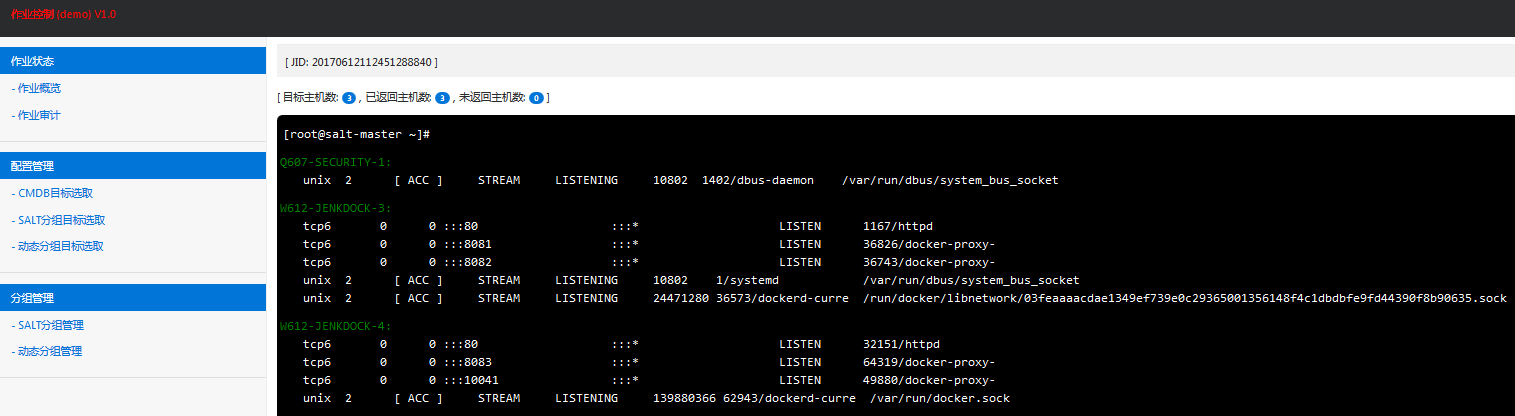 作业控制 (demo) V1.0
作业状态
- 作业概览
- 作业审计
配置管理
- CMDB目标选取
- SALT分组目标选取
- 动态分组目标选取
分组管理
- SALT分组管理
- 动态分组管理
[ JID: 20170612112451288840 ]
[ 目标主机数: 3 , 已返回主机数: 3 , 未返回主机数: 0 ]
[root@salt-master ~]#
Q607-SECURITY-1:
unix 2 [ ACC ] STREAM LISTENING 10802 1402/dbus-daemon /var/run/dbus/system_bus_socket
W612-JENKDOCK-3:
tcp6 0 0 :::80 :::* LISTEN 1167/httpd
tcp6 0 0 :::8081 :::* LISTEN 36826/docker-proxy-
tcp6 0 0 :::8082 :::* LISTEN 36743/docker-proxy-
unix 2 [ ACC ] STREAM LISTENING 10802 1/systemd /var/run/dbus/system_bus_socket
unix 2 [ ACC ] STREAM LISTENING 24471280 36573/dockerd-curre /run/docker/libnetwork/03feaaaacdae1349ef739e0c29365001356148f4c1dbdbfe9fd44390f8b90635.sock
W612-JENKDOCK-4:
tcp6 0 0 :::80 :::* LISTEN 32151/httpd
tcp6 0 0 :::8083 :::* LISTEN 64319/docker-proxy-
tcp6 0 0 :::10041 :::* LISTEN 49880/docker-proxy-
unix 2 [ ACC ] STREAM LISTENING 139880366 62943/dockerd-curre /var/run/docker.sock